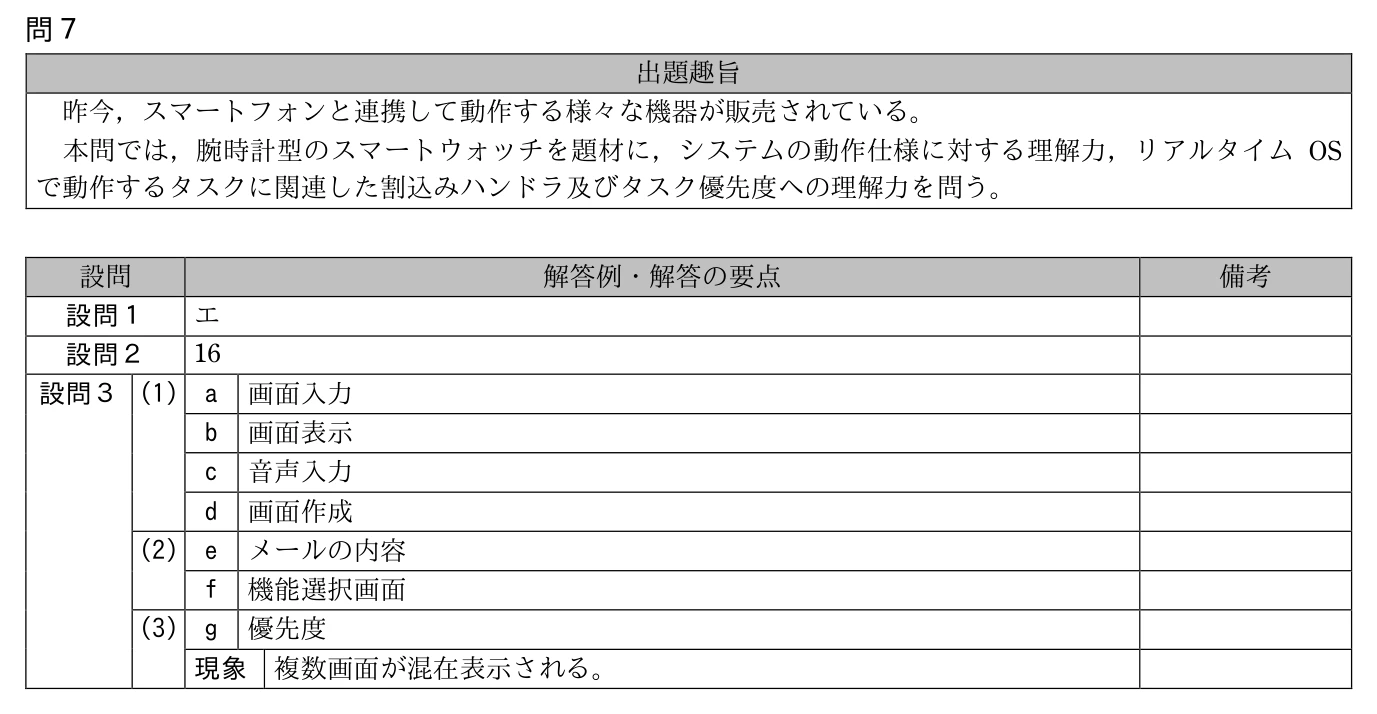 問７
出題趣旨
昨今，スマートフォンと連携して動作する様々な機器が販売されている。
本問では，腕時計型のスマートウォッチを題材に，システムの動作仕様に対する理解力，リアルタイム OS
で動作するタスクに関連した割込みハンドラ及びタスク優先度への理解力を問う。
設問 解答例・解答の要点 備考
設問１ エ
設問２ 16
設問３ (1) a 画面入力
b 画面表示
c 音声入力
d 画面作成
(2) e メールの内容
f 機能選択画面
(3) g 優先度
現象 複数画面が混在表示される。